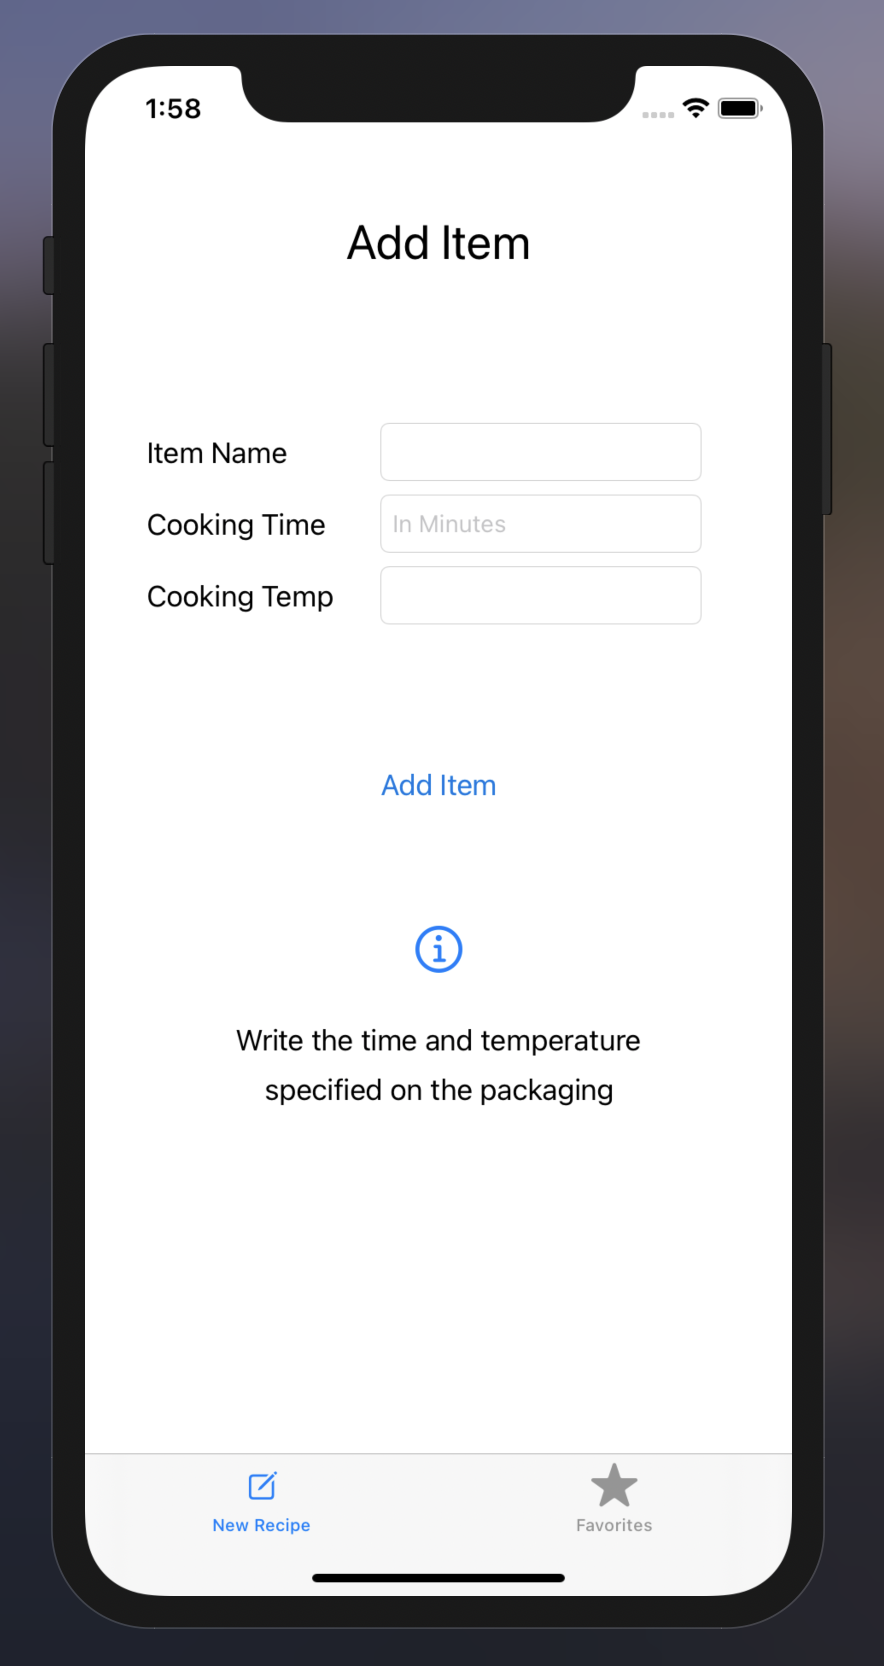 1:58
Add Item
Item Name
Cooking Time In Minutes
Cooking Temp
Add Item
Write the time and temperature
specified on the packaging
New Recipe Favorites